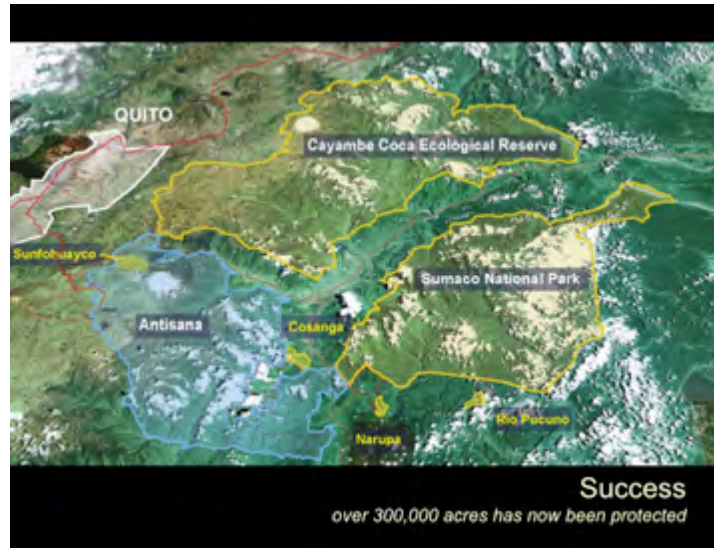 QUITO
Cayambe Coca Ecological Reserve
Sunfohuayco
Sumaco National Park
Antisana
Cosanga
Rio Pucuno
Narupa
Success
over 300,000 acres has now been protected